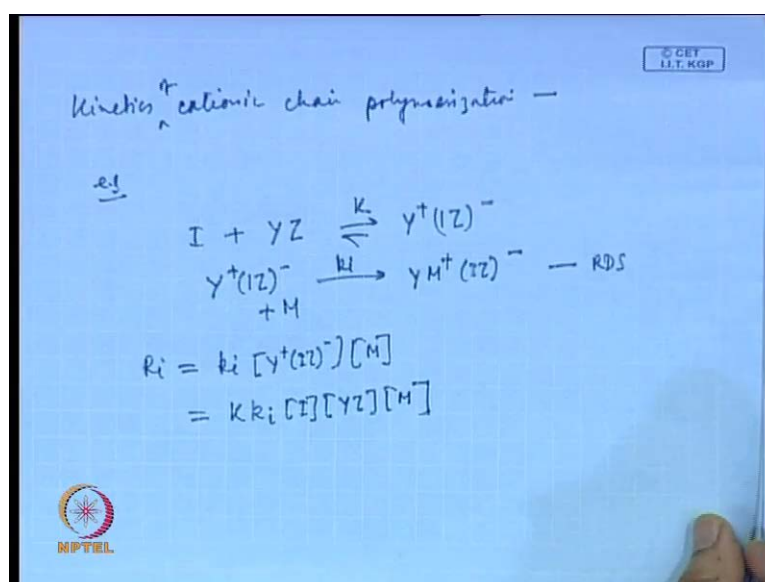 © CET
I.I.T. KGP
Kinetics of cationic chain polymerization —
e.g
I + YZ ⇌ K Y⁺(IZ)⁻
Y⁺(IZ)⁻ + M →ki YM⁺(IZ)⁻ — RDS
Ri = ki [Y⁺(IZ)⁻][M]
= K ki [I][YZ][M]
NPTEL